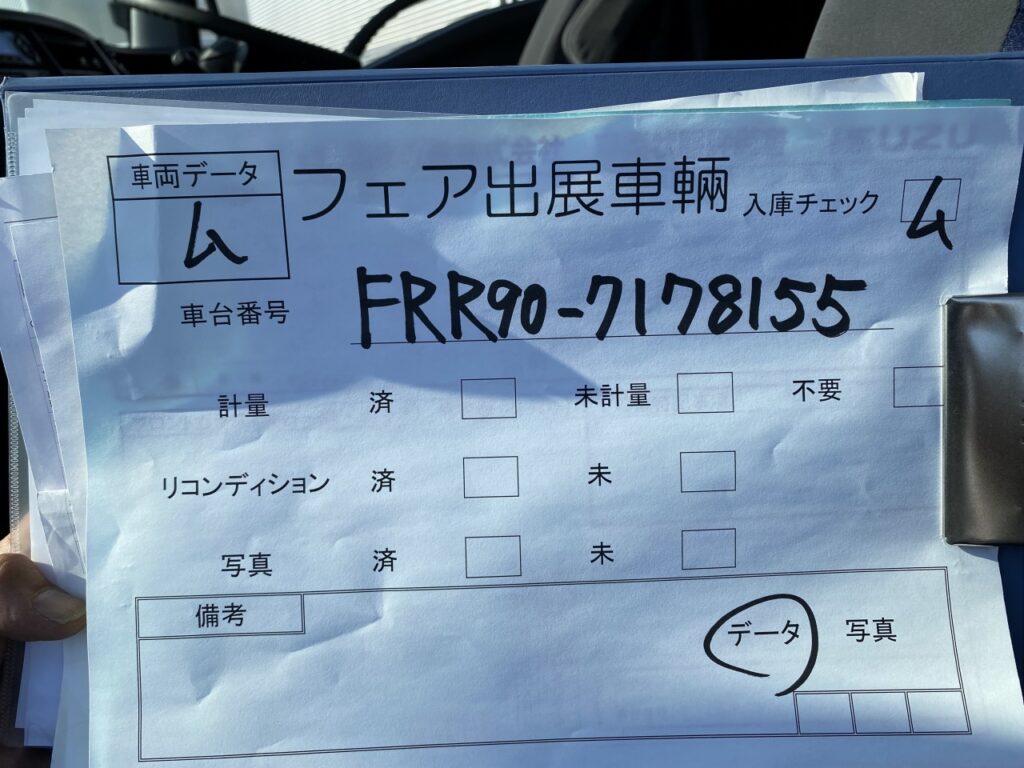 車両データ
ム
フェア出展車輛
入庫チェック
ム
車台番号 FRR90-7178155
計量 済 未計量 不要
リコンディション 済 未
写真 済 未
備考
データ 写真